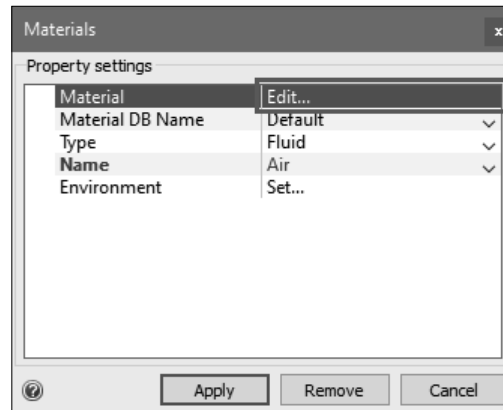 Materials x
Property settings
Material Edit...
Material DB Name Default
Type Fluid
Name Air
Environment Set...
? Apply Remove Cancel